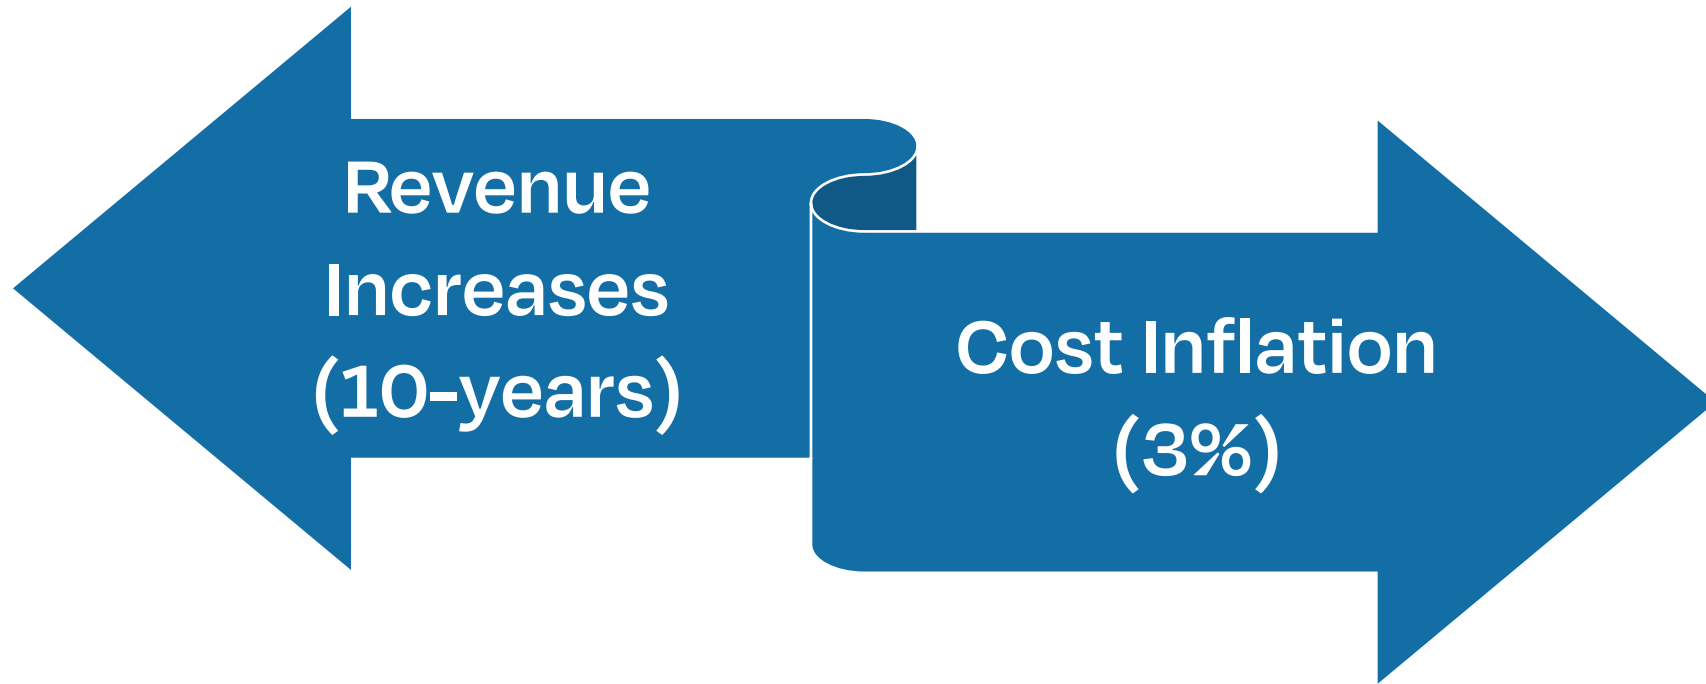 Revenue
Increases
(10-years)
Cost Inflation
(3%)